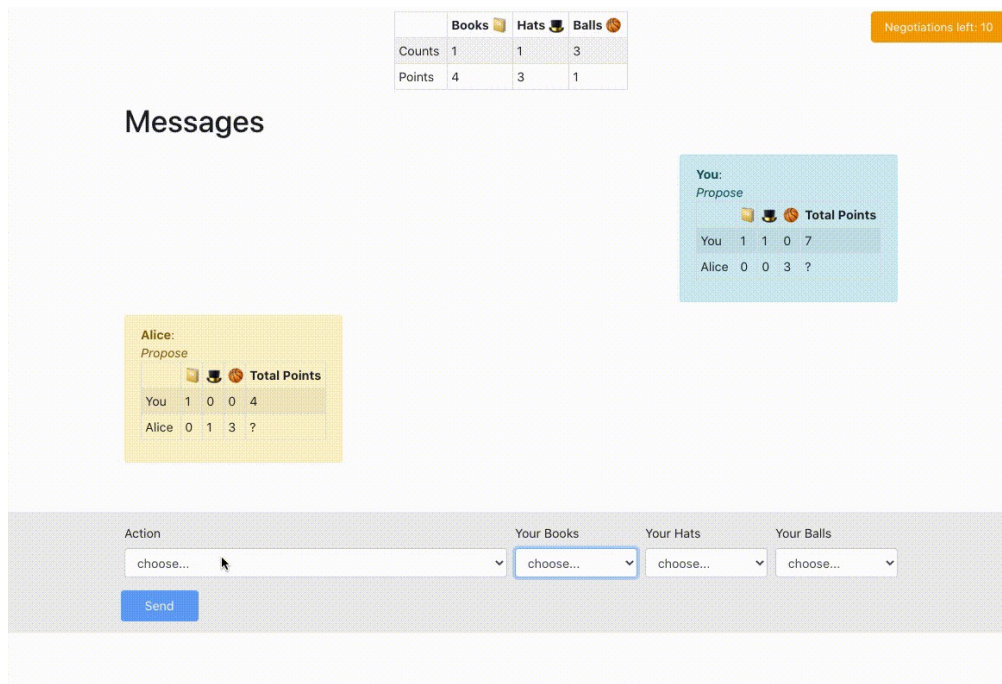 Negotiations left: 10
Books Hats Balls
Counts 1 1 3
Points 4 3 1
Messages
You:
Propose
Total Points
You 1 1 0 7
Alice 0 0 3 ?
Alice:
Propose
Total Points
You 1 0 0 4
Alice 0 1 3 ?
Action Your Books Your Hats Your Balls
choose... choose... choose... choose...
Send